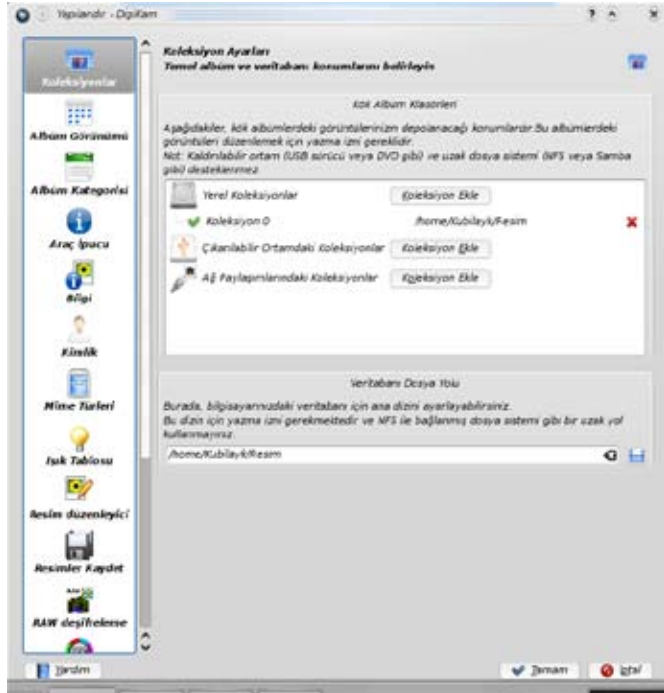 Yapılandır - DigiKam
Koleksiyonlar
Albüm Görünümü
Albüm Kategorisi
Araç İpucu
Bilgi
Kimlik
Mime Türleri
Işık Tablosu
Resim düzenleyici
Resimler Kaydet
RAW deşifreleme
Koleksiyon Ayarları
Temel albüm ve veritabanı konumlarını belirleyin
Kök Albüm Klasörleri
Aşağıdakiler, kök albümlerdeki görüntülerinizin depolanacağı konumlardır.Bu albümlerdeki
görüntüleri düzenlemek için yazma izni gereklidir.
Not: Kaldırılabilir ortam (USB sürücü veya DVD gibi) ve uzak dosya sistemi (NFS veya Samba
gibi) desteklenmez
Yerel Koleksiyonlar Koleksiyon Ekle
Koleksiyon 0 /home/Kubilayk/Resim
Çıkarılabilir Ortamdaki Koleksiyonlar Koleksiyon Ekle
Ağ Paylaşımlarındaki Koleksiyonlar Koleksiyon Ekle
Veritabanı Dosya Yolu
Burada, bilgisayarınızdaki veritabanı için ana dizini ayarlayabilirsiniz.
Bu dizin için yazma izni gerekmektedir ve NFS ile bağlanmış dosya sistemi gibi bir uzak yol
kullanmayınız.
/home/Kubilayk/Resim
Yardım
Tamam
İptal